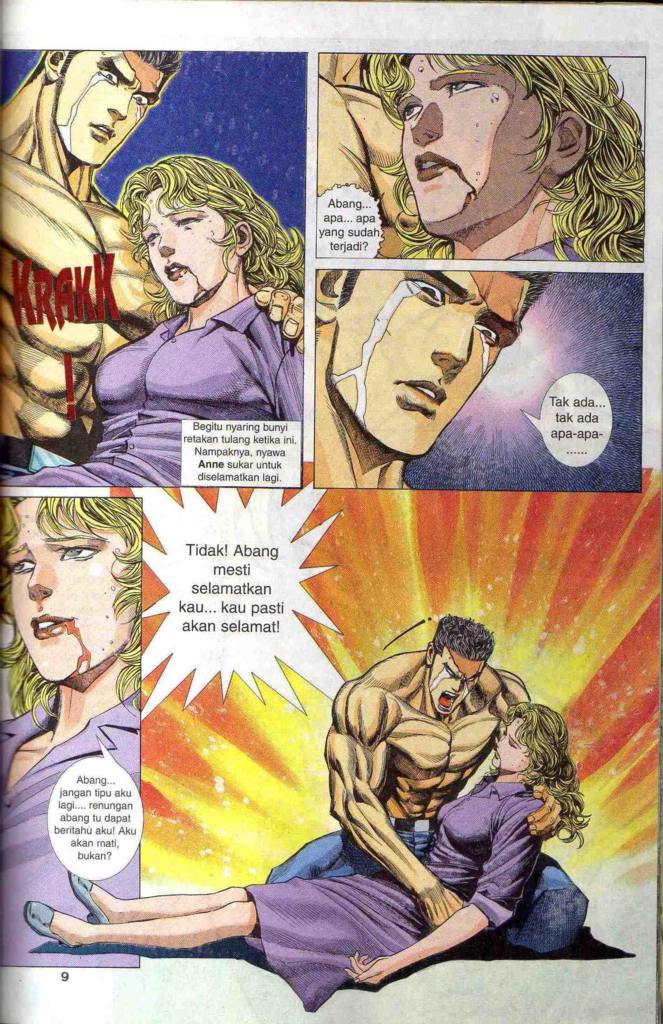 KRAKK
!
Begitu nyaring bunyi
retakan tulang ketika ini.
Nampaknya, nyawa
Anne sukar untuk
diselamatkan lagi.
Abang...
apa... apa
yang sudah
terjadi?
Tak ada...
tak ada
apa-apa-
......
Abang...
jangan tipu aku
lagi.... renungan
abang tu dapat
beritahu aku! Aku
akan mati,
bukan?
Tidak! Abang
mesti
selamatkan
kau... kau pasti
akan selamat!
9